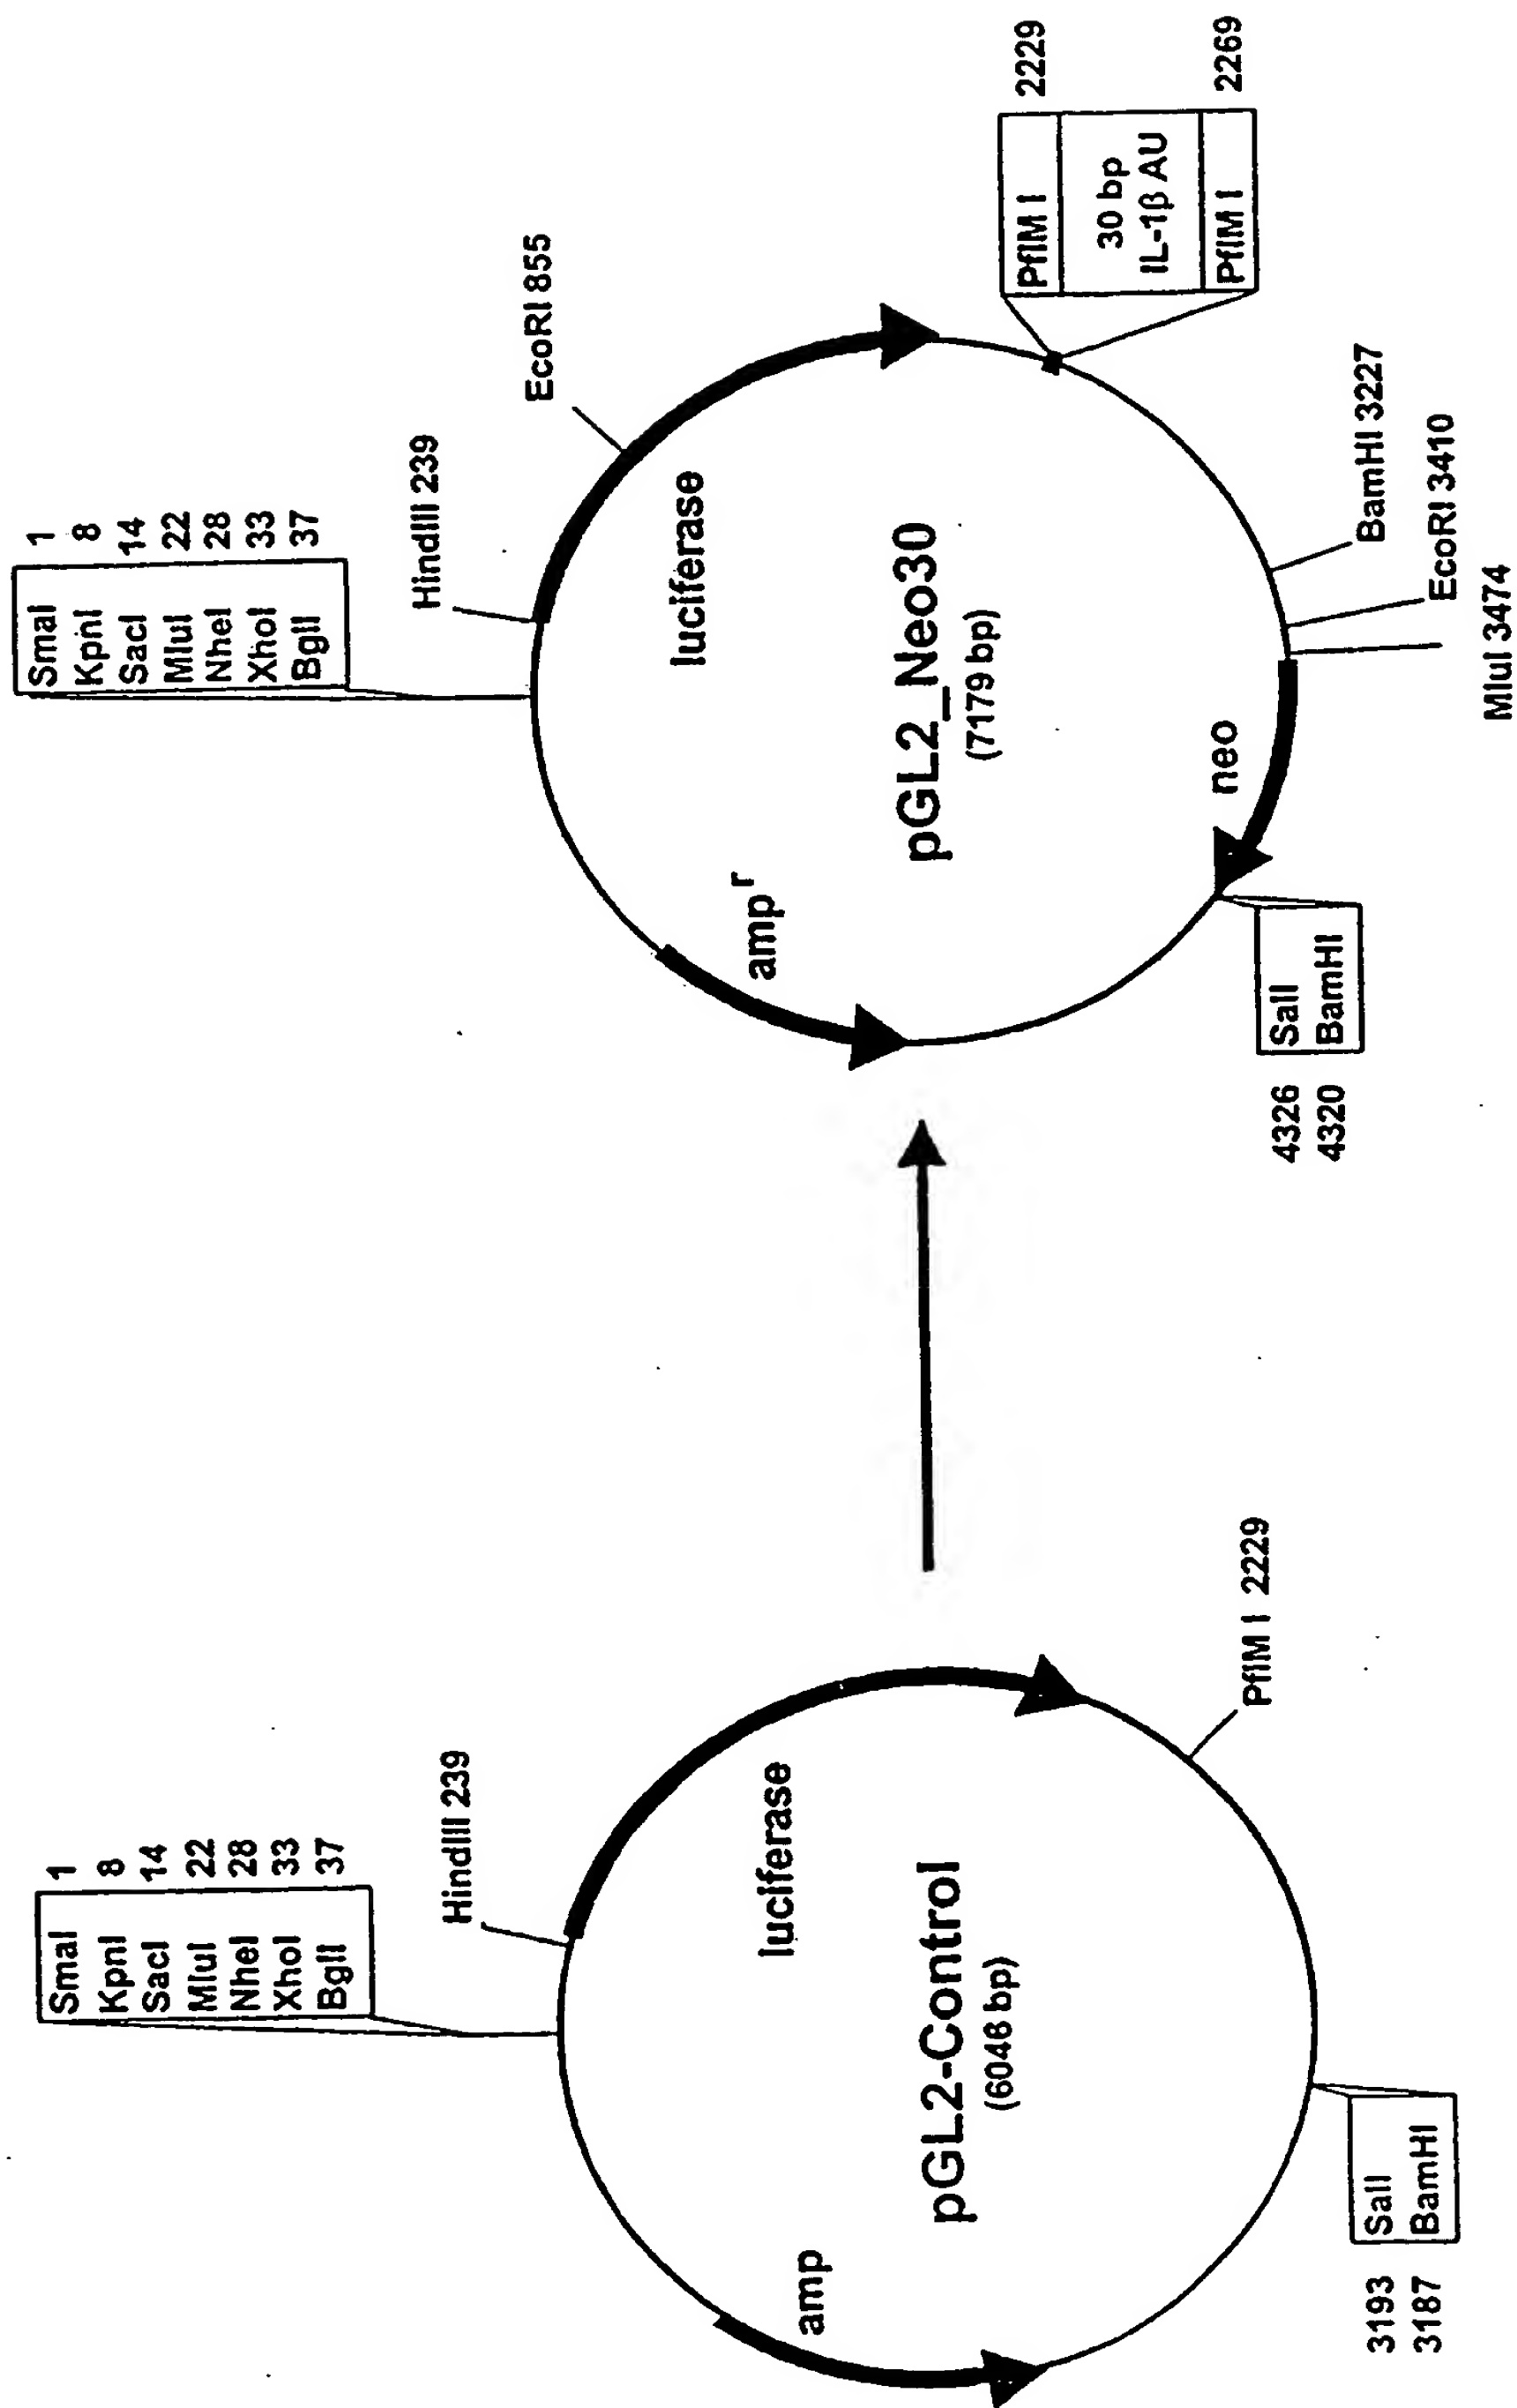 SmaI 1
KpnI 8
SacI 14
MluI 22
NheI 28
XhoI 33
BglII 37
HindIII 239
luciferase
amp
pGL2-Control
(6046 bp)
PflM I 2229
3193 SalI
3187 BamHI
SmaI 1
KpnI 8
SacI 14
MluI 22
NheI 28
XhoI 33
BglII 37
HindIII 239
EcoRI 855
luciferase
amp r
pGL2_Neo30
(7179 bp)
PflM I 2229
30 bp
IL-1β AU
PflM I 2269
neo
BamHI 3227
EcoRI 3410
MluI 3474
4326 SalI
4320 BamHI